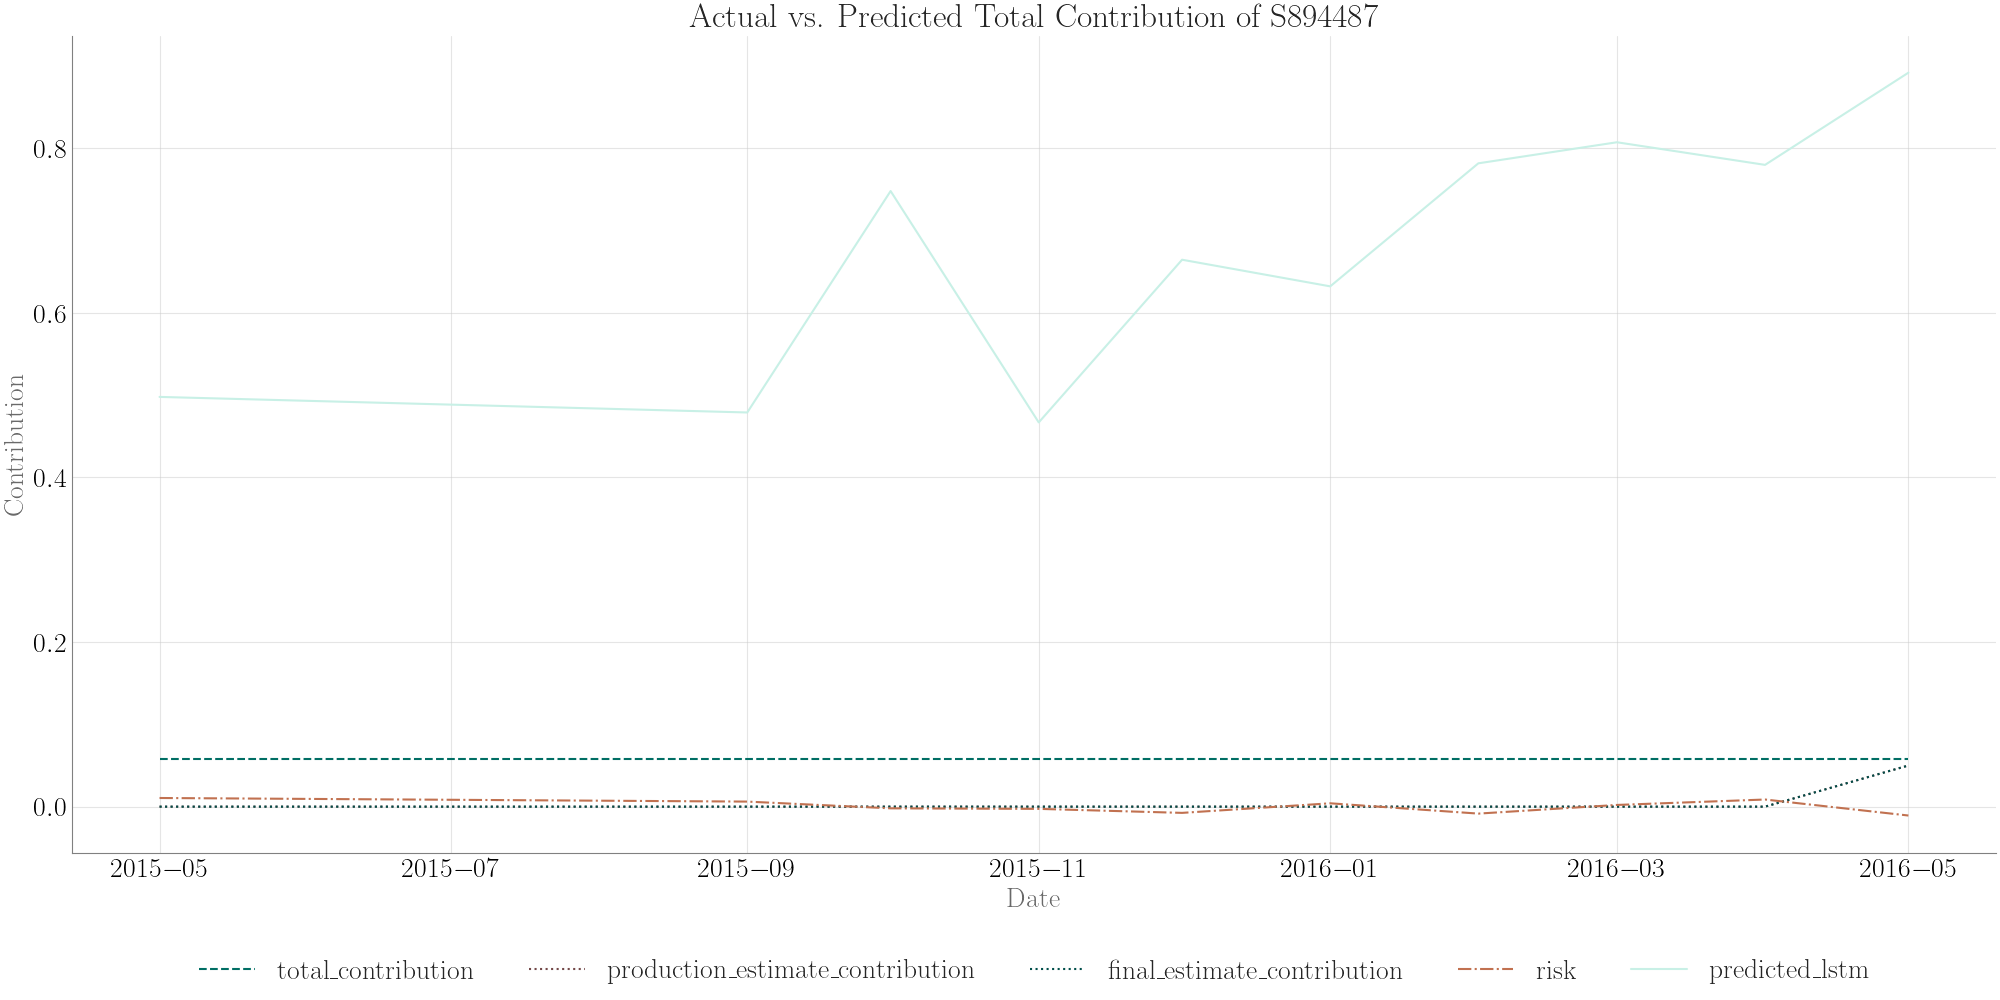 Actual vs. Predicted Total Contribution of S894487
Contribution
0.8
0.6
0.4
0.2
0.0
2015–05 2015–07 2015–09 2015–11 2016–01 2016–03 2016–05
Date
total_contribution production_estimate_contribution final_estimate_contribution risk predicted_lstm